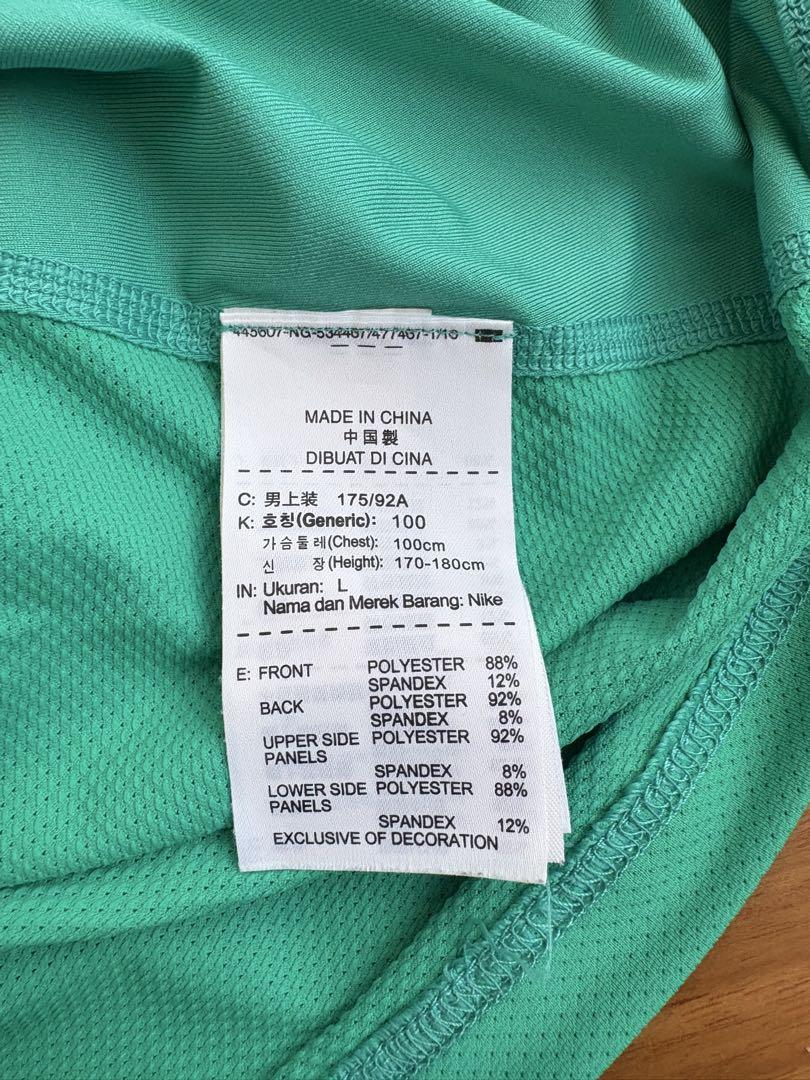 MADE IN CHINA
中国製
DIBUAT DI CINA
C: 男上装 175/92A
K: 호칭(Generic): 100
가슴둘레(Chest): 100cm
신 장(Height): 170-180cm
IN: Ukuran: L
Nama dan Merek Barang: Nike
E: FRONT POLYESTER 88%
SPANDEX 12%
BACK POLYESTER 92%
SPANDEX 8%
UPPER SIDE POLYESTER 92%
PANELS
SPANDEX 8%
LOWER SIDE POLYESTER 88%
PANELS
SPANDEX 12%
EXCLUSIVE OF DECORATION